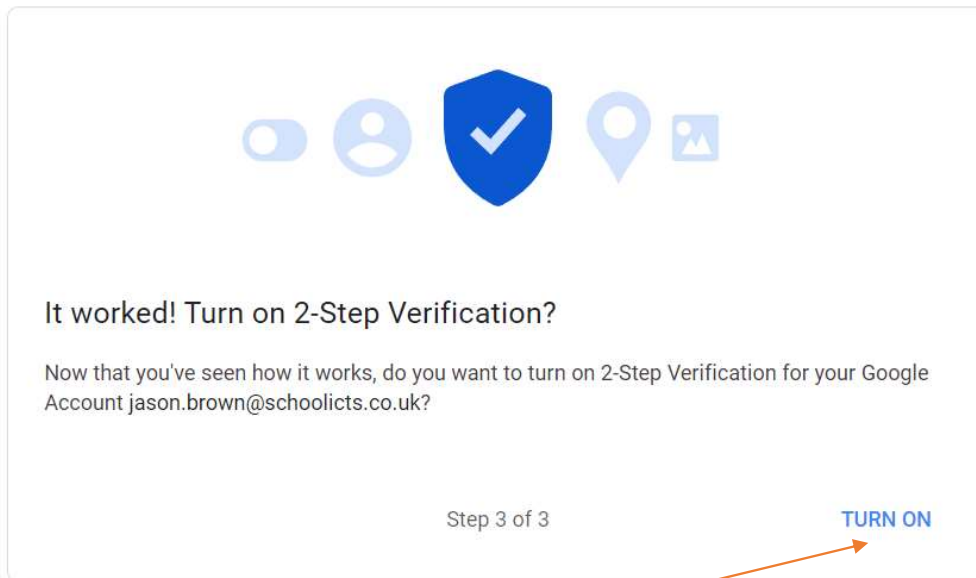 It worked! Turn on 2-Step Verification?
Now that you've seen how it works, do you want to turn on 2-Step Verification for your Google
Account jason.brown@schoolicts.co.uk?
Step 3 of 3
TURN ON